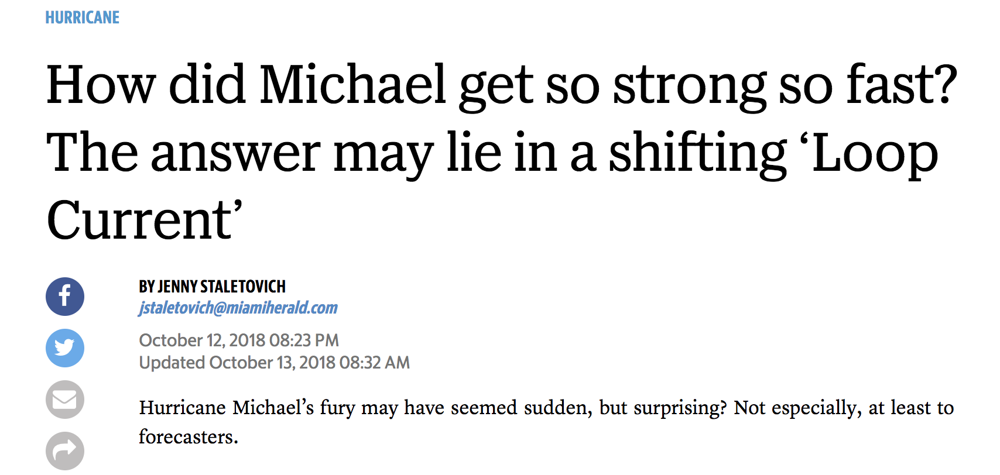 HURRICANE
How did Michael get so strong so fast?
The answer may lie in a shifting ‘Loop
Current’
BY JENNY STALETOVICH
jstaletovich@miamiherald.com
October 12, 2018 08:23 PM
Updated October 13, 2018 08:32 AM
Hurricane Michael’s fury may have seemed sudden, but surprising? Not especially, at least to
forecasters.